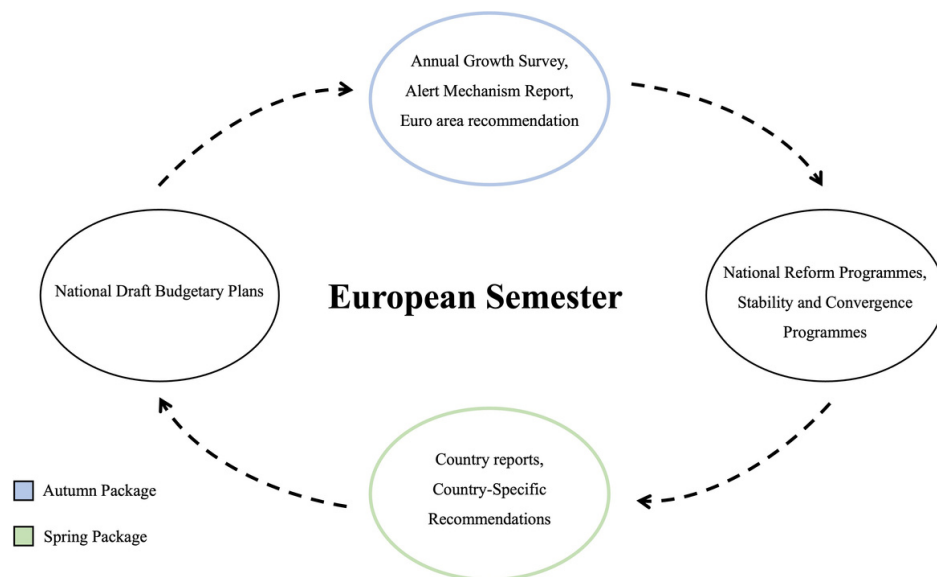 Annual Growth Survey,
Alert Mechanism Report,
Euro area recommendation
National Draft Budgetary Plans
European Semester
National Reform Programmes,
Stability and Convergence
Programmes
Country reports,
Country-Specific
Recommendations
Autumn Package
Spring Package